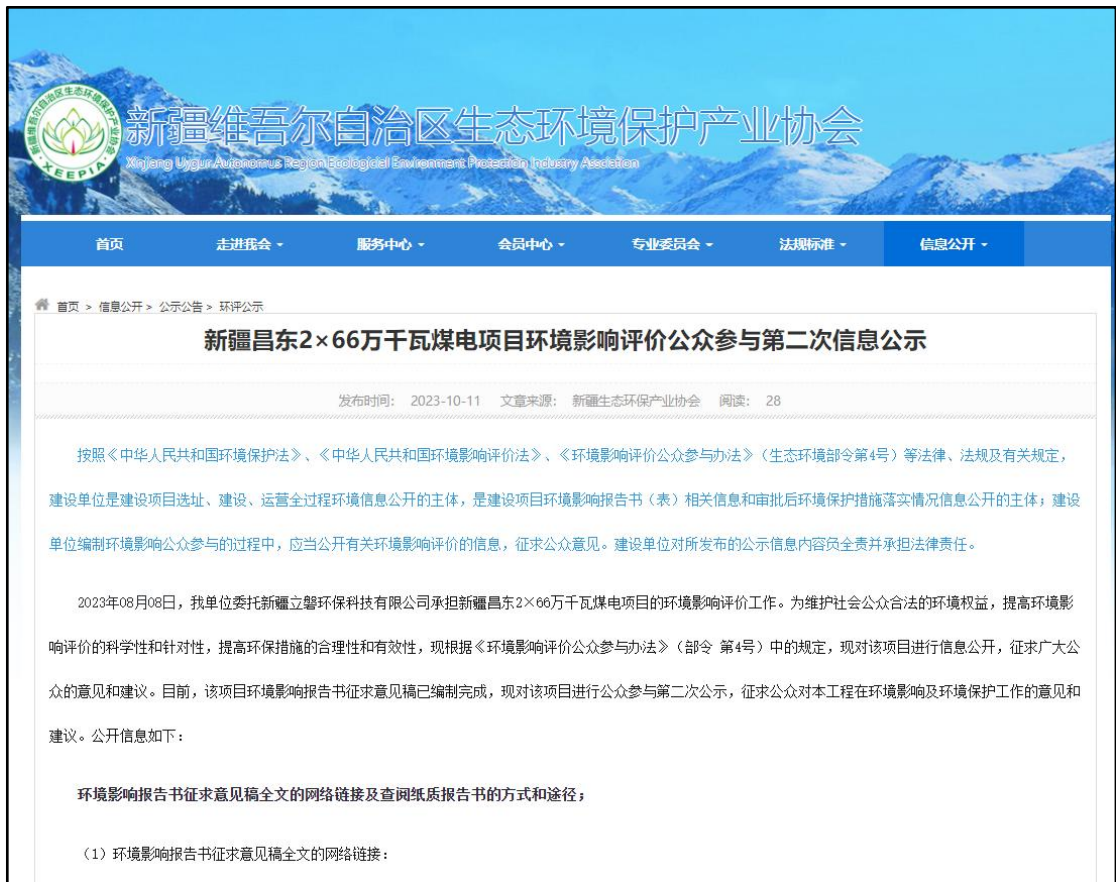 新疆维吾尔自治区生态环境保护产业协会
Xinjiang Uygur Autonomus Region Ecologicial Environment Protection Industry Assolation
新疆维吾尔自治区生态环境保护产业协会
XEEPIA
首页 走进我会 服务中心 会员中心 专业委员会 法规标准 信息公开
首页 > 信息公开 > 公示公告 > 环评公示
新疆昌东2×66万千瓦煤电项目环境影响评价公众参与第二次信息公示
发布时间: 2023-10-11 文章来源: 新疆生态环保产业协会 阅读: 28
按照《中华人民共和国环境保护法》、《中华人民共和国环境影响评价法》、《环境影响评价公众参与办法》（生态环境部令第4号）等法律、法规及有关规定，
建设单位是建设项目选址、建设、运营全过程环境信息公开的主体，是建设项目环境影响报告书（表）相关信息和审批后环境保护措施落实情况信息公开的主体；建设
单位编制环境影响公众参与的过程中，应当公开有关环境影响评价的信息，征求公众意见。建设单位对所发布的公示信息内容负全责并承担法律责任。
2023年08月08日，我单位委托新疆立磐环保科技有限公司承担新疆昌东2×66万千瓦煤电项目的环境影响评价工作。为维护社会公众合法的环境权益，提高环境影
响评价的科学性和针对性，提高环保措施的合理性和有效性，现根据《环境影响评价公众参与办法》（部令 第4号）中的规定，现对该项目进行信息公开，征求广大公
众的意见和建议。目前，该项目环境影响报告书征求意见稿已编制完成，现对该项目进行公众参与第二次公示，征求公众对本工程在环境影响及环境保护工作的意见和
建议。公开信息如下：
环境影响报告书征求意见稿全文的网络链接及查阅纸质报告书的方式和途径；
（1）环境影响报告书征求意见稿全文的网络链接：